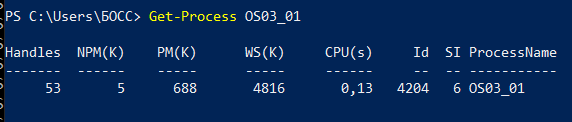 PS C:\Users\БОСС> Get-Process OS03_01
Handles NPM(K) PM(K) WS(K) CPU(s) Id SI ProcessName
------- ------ ----- ----- ------ -- -- -----------
53 5 688 4816 0,13 4204 6 OS03_01